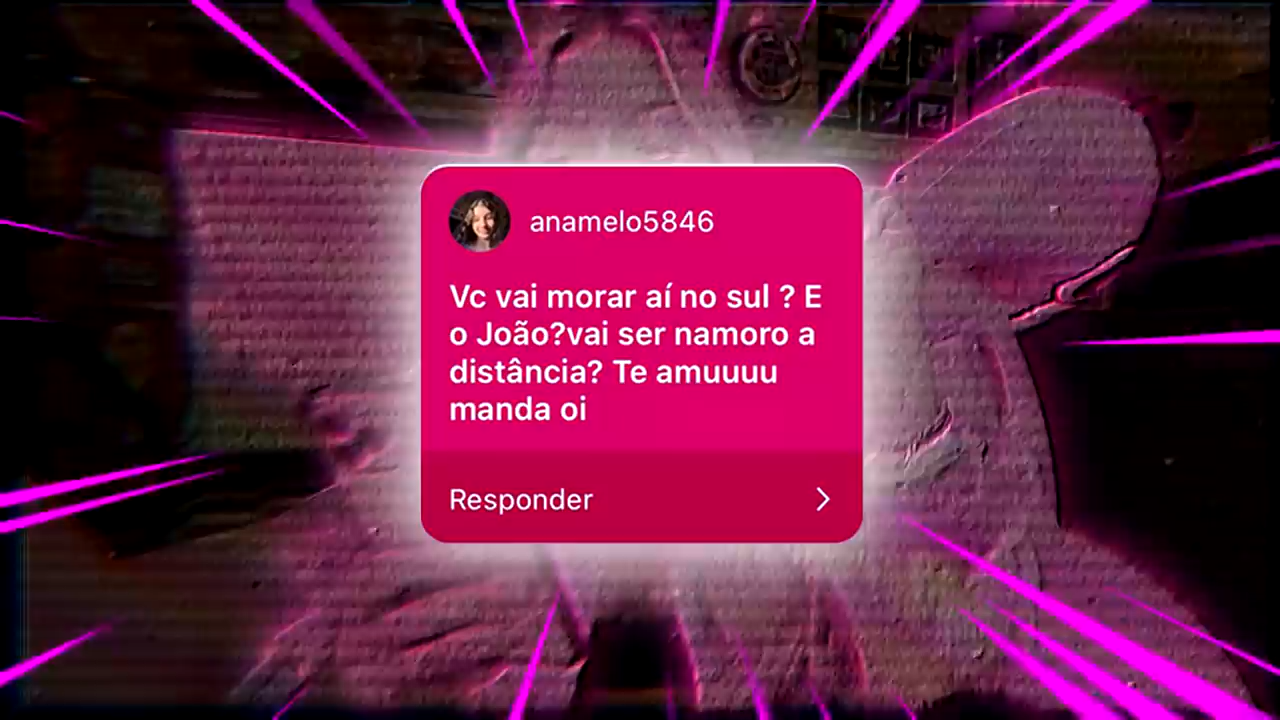 anamelo5846
Vc vai morar aí no sul ? E
o João?vai ser namoro a
distância? Te amuuuu
manda oi
Responder